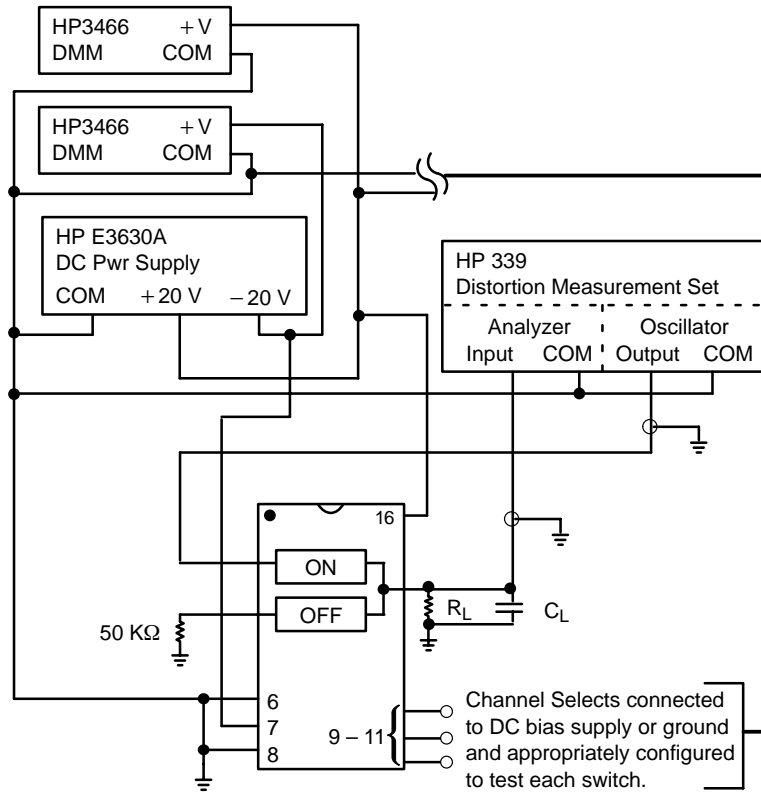 HP3466 +V
DMM COM
HP3466 +V
DMM COM
HP E3630A
DC Pwr Supply
COM +20 V −20 V
HP 339
Distortion Measurement Set
Analyzer Oscillator
Input COM Output COM
16
ON
OFF
50 KΩ
RL
CL
6
7
8
9 – 11
Channel Selects connected
to DC bias supply or ground
and appropriately configured
to test each switch.